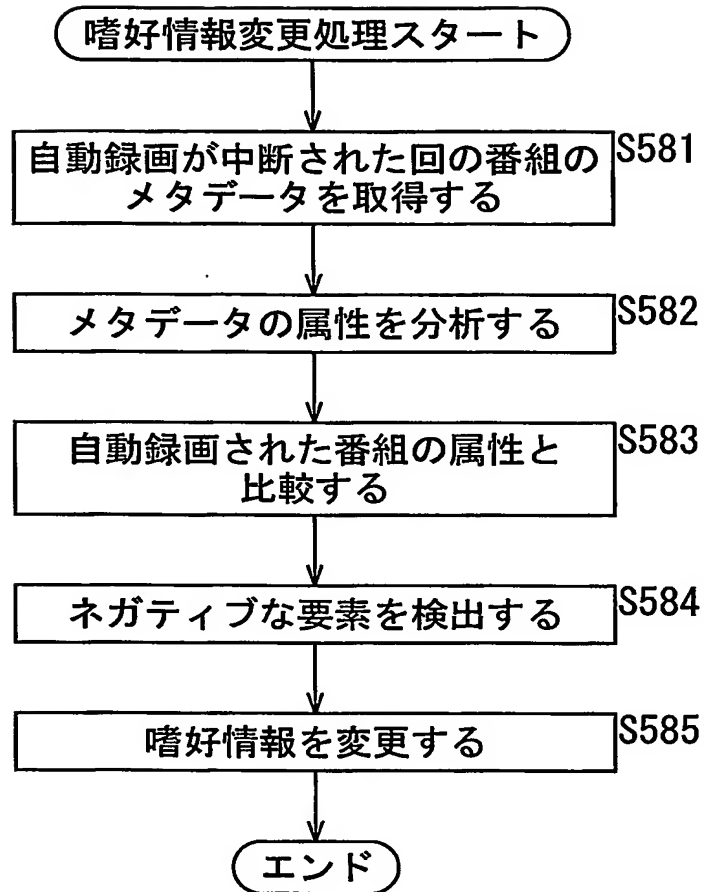 嗜好情報変更処理スタート
自動録画が中断された回の番組の
メタデータを取得する
S581
メタデータの属性を分析する
S582
自動録画された番組の属性と
比較する
S583
ネガティブな要素を検出する
S584
嗜好情報を変更する
S585
エンド